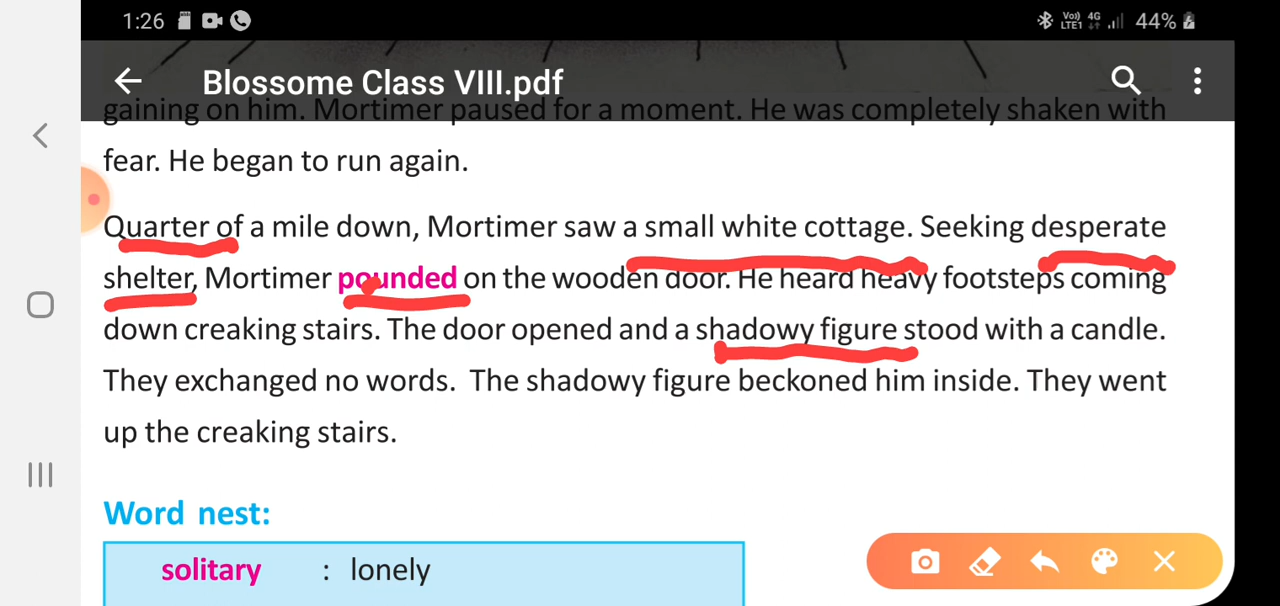 1:26
Vo)) 4G LTE1 44%
Blossome Class VIII.pdf
gaining on him. Mortimer paused for a moment. He was completely shaken with
fear. He began to run again.
Quarter of a mile down, Mortimer saw a small white cottage. Seeking desperate
shelter, Mortimer pounded on the wooden door. He heard heavy footsteps coming
down creaking stairs. The door opened and a shadowy figure stood with a candle.
They exchanged no words. The shadowy figure beckoned him inside. They went
up the creaking stairs.
Word nest:
solitary : lonely